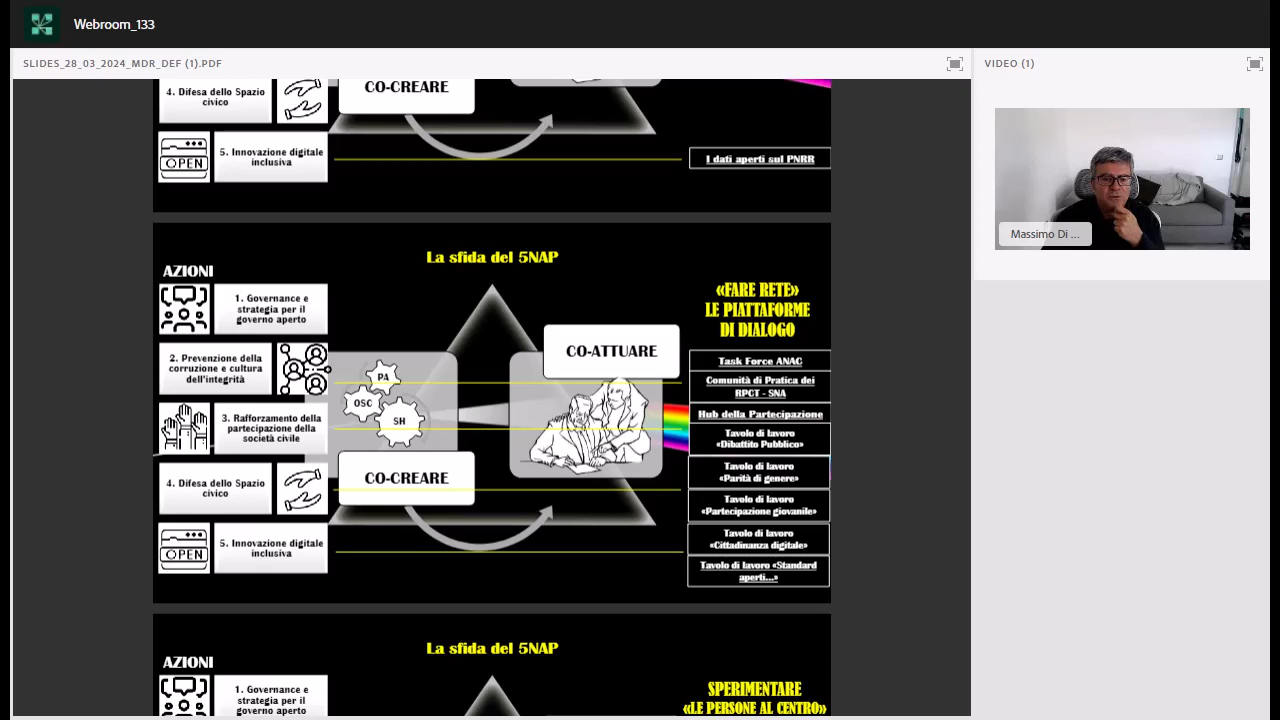 Webroom_133
SLIDES_28_03_2024_MDR_DEF (1).PDF
VIDEO (1)
4. Difesa dello Spazio
civico
CO-CREARE
OPEN
5. Innovazione digitale
inclusiva
I dati aperti sul PNRR
La sfida del 5NAP
AZIONI
1. Governance e
strategia per il
governo aperto
2. Prevenzione della
corruzione e cultura
dell'integrità
3. Rafforzamento della
partecipazione della
società civile
4. Difesa dello Spazio
civico
OPEN
5. Innovazione digitale
inclusiva
PA
OSC
SH
CO-CREARE
CO-ATTUARE
«FARE RETE»
LE PIATTAFORME
DI DIALOGO
Task Force ANAC
Comunità di Pratica dei
RPCT - SNA
Hub della Partecipazione
Tavolo di lavoro
«Dibattito Pubblico»
Tavolo di lavoro
«Parità di genere»
Tavolo di lavoro
«Partecipazione giovanile»
Tavolo di lavoro
«Cittadinanza digitale»
Tavolo di lavoro «Standard
aperti...»
Massimo Di ...
La sfida del 5NAP
AZIONI
1. Governance e
strategia per il
governo aperto
SPERIMENTARE
«LE PERSONE AL CENTRO»